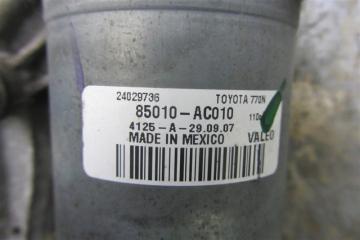 24029736 TOYOTA 770N
85010-AC010
4125-A-29.09.07
MADE IN MEXICO VALEO